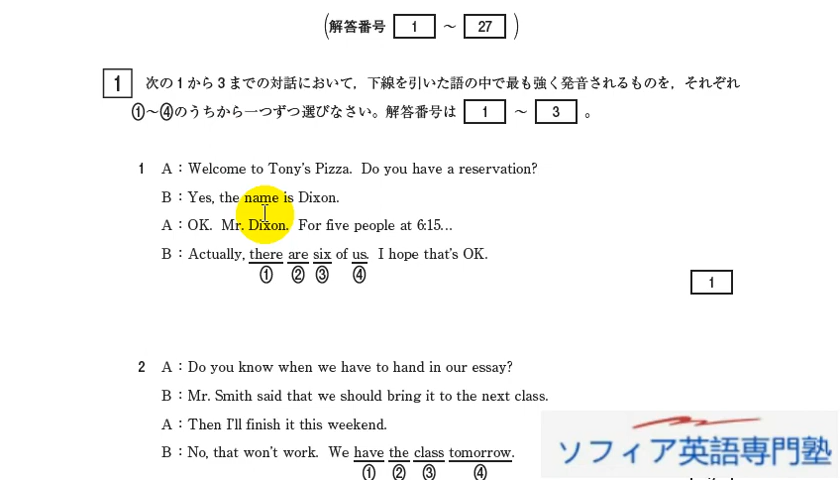 (解答番号 1 ～ 27)
1 次の1から3までの対話において，下線を引いた語の中で最も強く発音されるものを，それぞれ
①～④のうちから一つずつ選びなさい。解答番号は 1 ～ 3 。
1 A：Welcome to Tony's Pizza. Do you have a reservation?
B：Yes, the name is Dixon.
A：OK. Mr. Dixon. For five people at 6:15...
B：Actually, there are six of us. I hope that's OK.
① ② ③ ④
1
2 A：Do you know when we have to hand in our essay?
B：Mr. Smith said that we should bring it to the next class.
A：Then I'll finish it this weekend.
B：No, that won't work. We have the class tomorrow.
① ② ③ ④
ソフィア英語専門塾